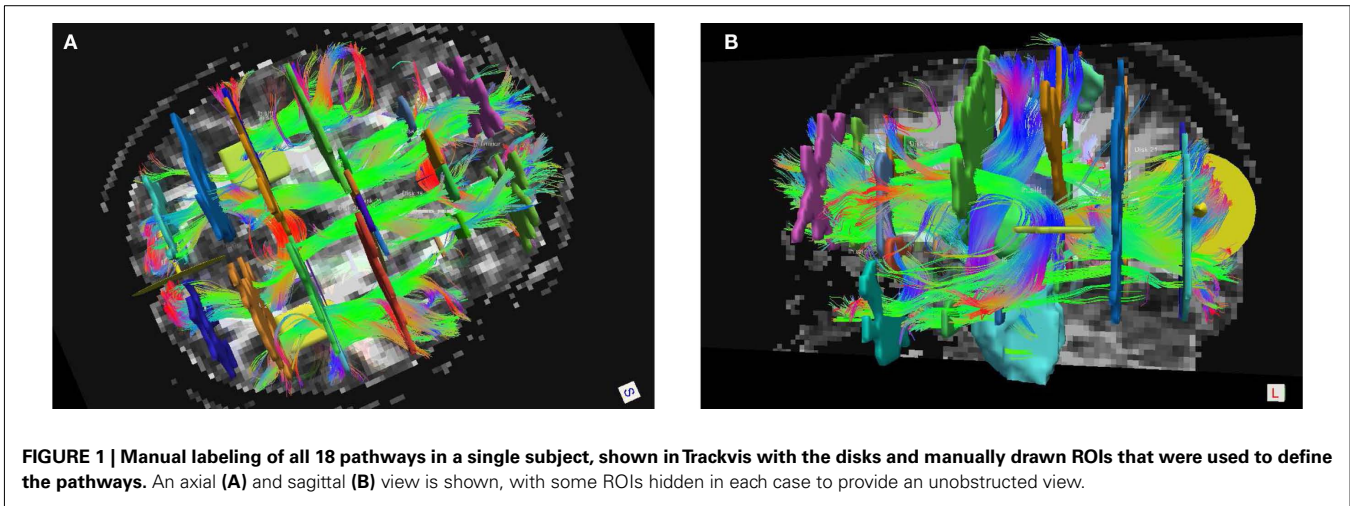 A
B
S
L
FIGURE 1 | Manual labeling of all 18 pathways in a single subject, shown in Trackvis with the disks and manually drawn ROIs that were used to define
the pathways. An axial (A) and sagittal (B) view is shown, with some ROIs hidden in each case to provide an unobstructed view.